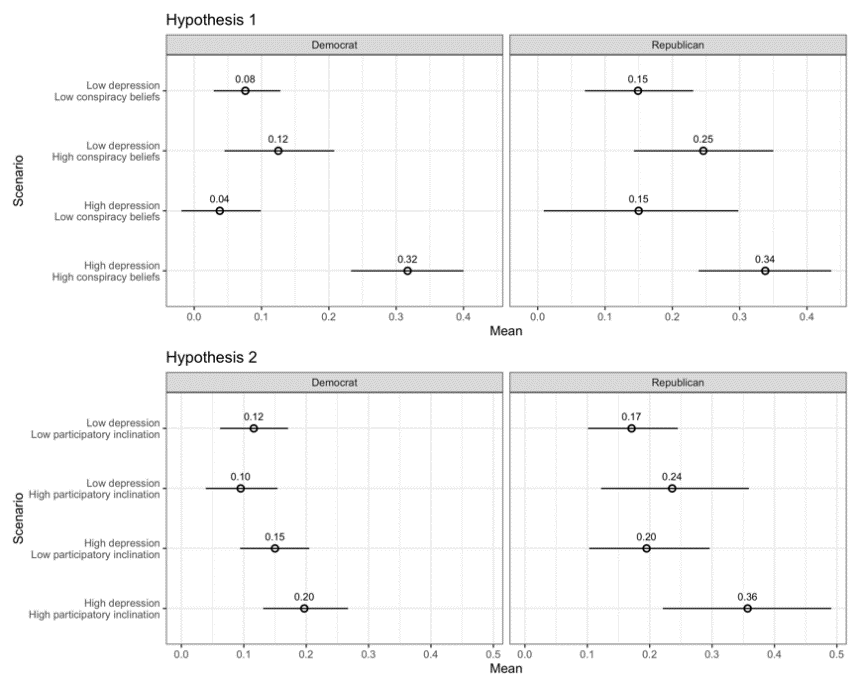 Hypothesis 1
Democrat
Republican
Scenario
Low depression
Low conspiracy beliefs
0.08
0.15
Low depression
High conspiracy beliefs
0.12
0.25
High depression
Low conspiracy beliefs
0.04
0.15
High depression
High conspiracy beliefs
0.32
0.34
0.0 0.1 0.2 0.3 0.4
0.0 0.1 0.2 0.3 0.4
Mean
Hypothesis 2
Democrat
Republican
Scenario
Low depression
Low participatory inclination
0.12
0.17
Low depression
High participatory inclination
0.10
0.24
High depression
Low participatory inclination
0.15
0.20
High depression
High participatory inclination
0.20
0.36
0.0 0.1 0.2 0.3 0.4 0.5
0.0 0.1 0.2 0.3 0.4 0.5
Mean